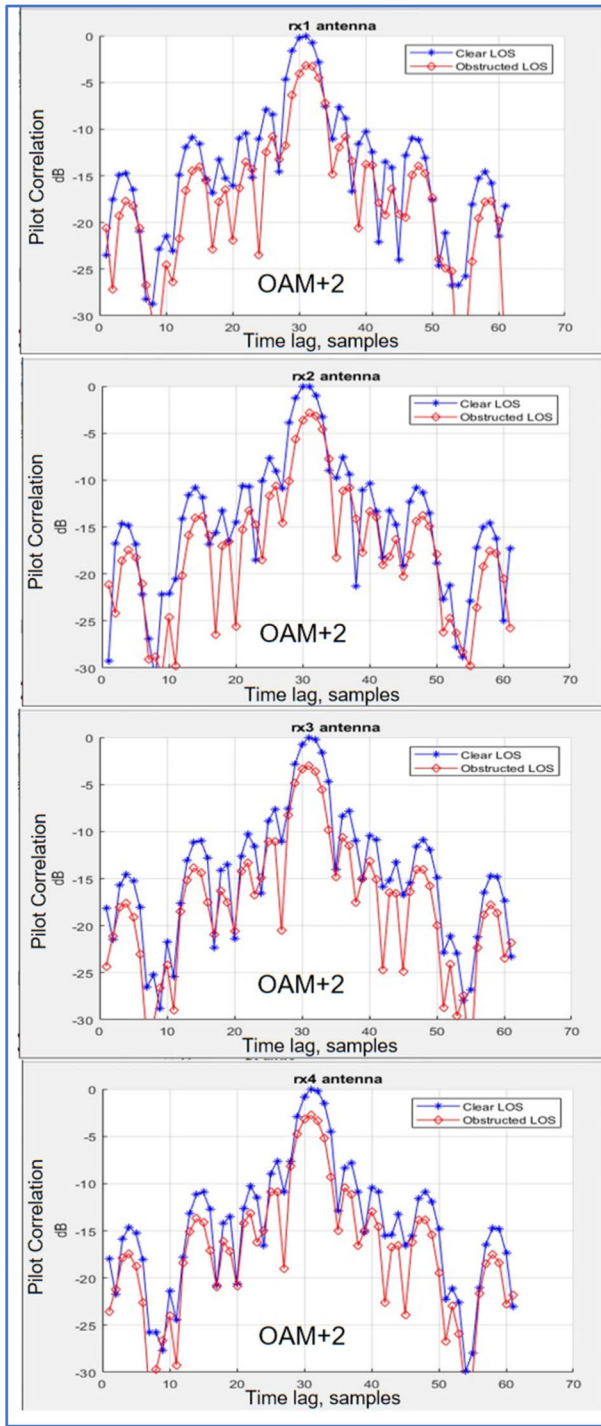 rx1 antenna
0
-5
-10
-15
-20
-25
-30
Pilot Correlation
dB
Clear LOS
Obstructed LOS
OAM+2
0 10 20 30 40 50 60 70
Time lag, samples
rx2 antenna
0
-5
-10
-15
-20
-25
-30
Pilot Correlation
dB
Clear LOS
Obstructed LOS
OAM+2
0 10 20 30 40 50 60 70
Time lag, samples
rx3 antenna
0
-5
-10
-15
-20
-25
-30
Pilot Correlation
dB
Clear LOS
Obstructed LOS
OAM+2
0 10 20 30 40 50 60 70
Time lag, samples
rx4 antenna
0
-5
-10
-15
-20
-25
-30
Pilot Correlation
dB
Clear LOS
Obstructed LOS
OAM+2
0 10 20 30 40 50 60 70
Time lag, samples